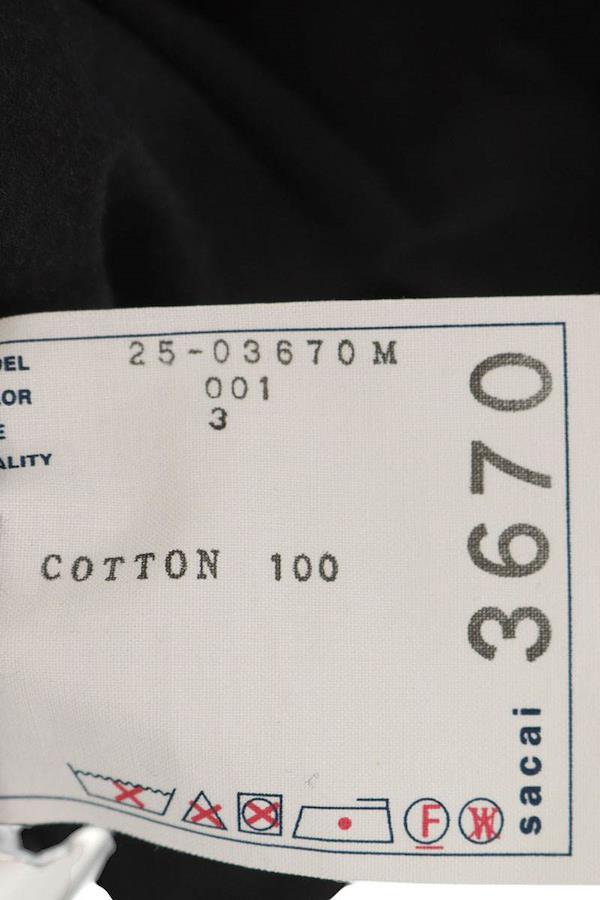 DEL 25-03670M
LOR 001
E 3
ALITY
COTTON 100
F
W
sacai 3670